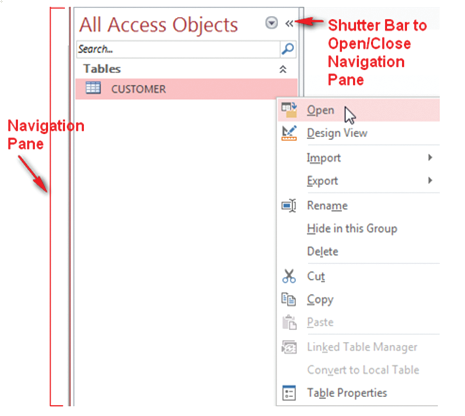 All Access Objects «
Search...
Tables
CUSTOMER
Shutter Bar to
Open/Close
Navigation
Pane
Navigation
Pane
Open
Design View
Import
Export
Rename
Hide in this Group
Delete
Cut
Copy
Paste
Linked Table Manager
Convert to Local Table
Table Properties